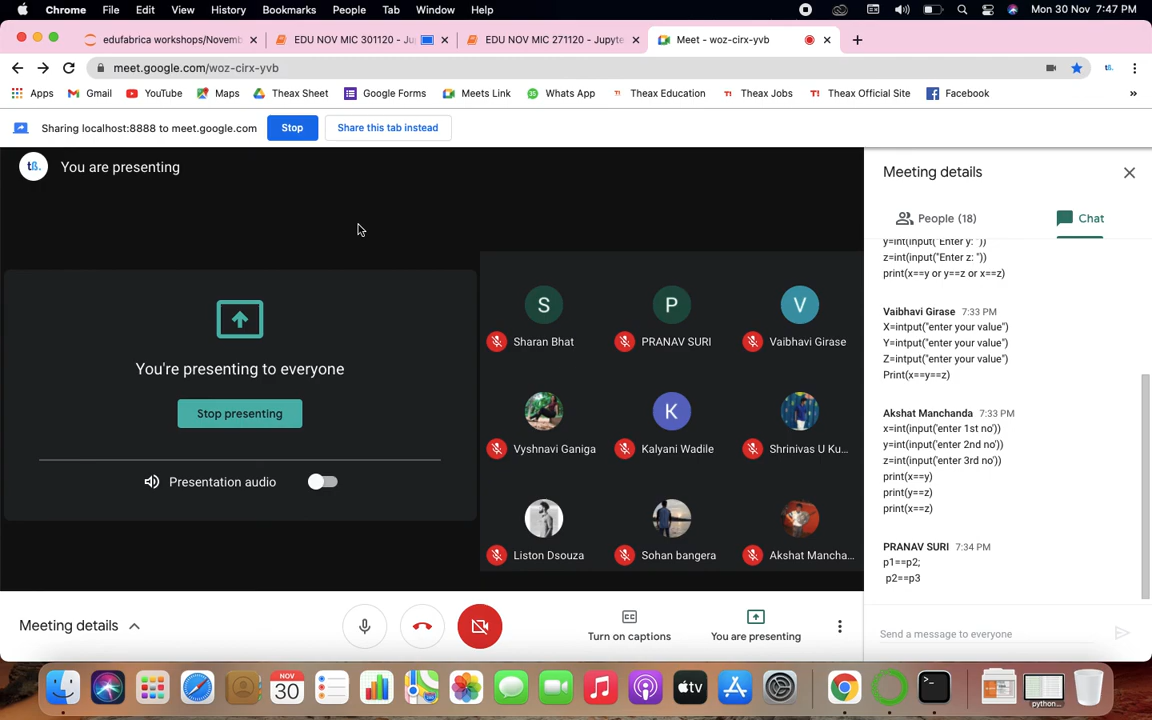 Chrome File Edit View History Bookmarks People Tab Window Help Mon 30 Nov 7:47 PM
edufabrica workshops/Novemb EDU NOV MIC 301120 - Ju EDU NOV MIC 271120 - Jupyte Meet - woz-cirx-yvb
meet.google.com/woz-cirx-yvb tß.
Apps Gmail YouTube Maps Theax Sheet Google Forms Meets Link Whats App Theax Education Theax Jobs Theax Official Site Facebook »
Sharing localhost:8888 to meet.google.com Stop Share this tab instead
tß. You are presenting
You're presenting to everyone
Stop presenting
Presentation audio
S P V
Sharan Bhat PRANAV SURI Vaibhavi Girase
K
Vyshnavi Ganiga Kalyani Wadile Shrinivas U Ku...
Liston Dsouza Sohan bangera Akshat Mancha...
Meeting details
People (18) Chat
y=int(input("Enter y: "))
z=int(input("Enter z: "))
print(x==y or y==z or x==z)
Vaibhavi Girase 7:33 PM
X=intput("enter your value")
Y=intput("enter your value")
Z=intput("enter your value")
Print(x==y==z)
Akshat Manchanda 7:33 PM
x=int(input('enter 1st no'))
y=int(input('enter 2nd no'))
z=int(input('enter 3rd no'))
print(x==y)
print(y==z)
print(x==z)
PRANAV SURI 7:34 PM
p1==p2;
p2==p3
Send a message to everyone
Meeting details
Turn on captions
You are presenting
NOV
30
tv
python...